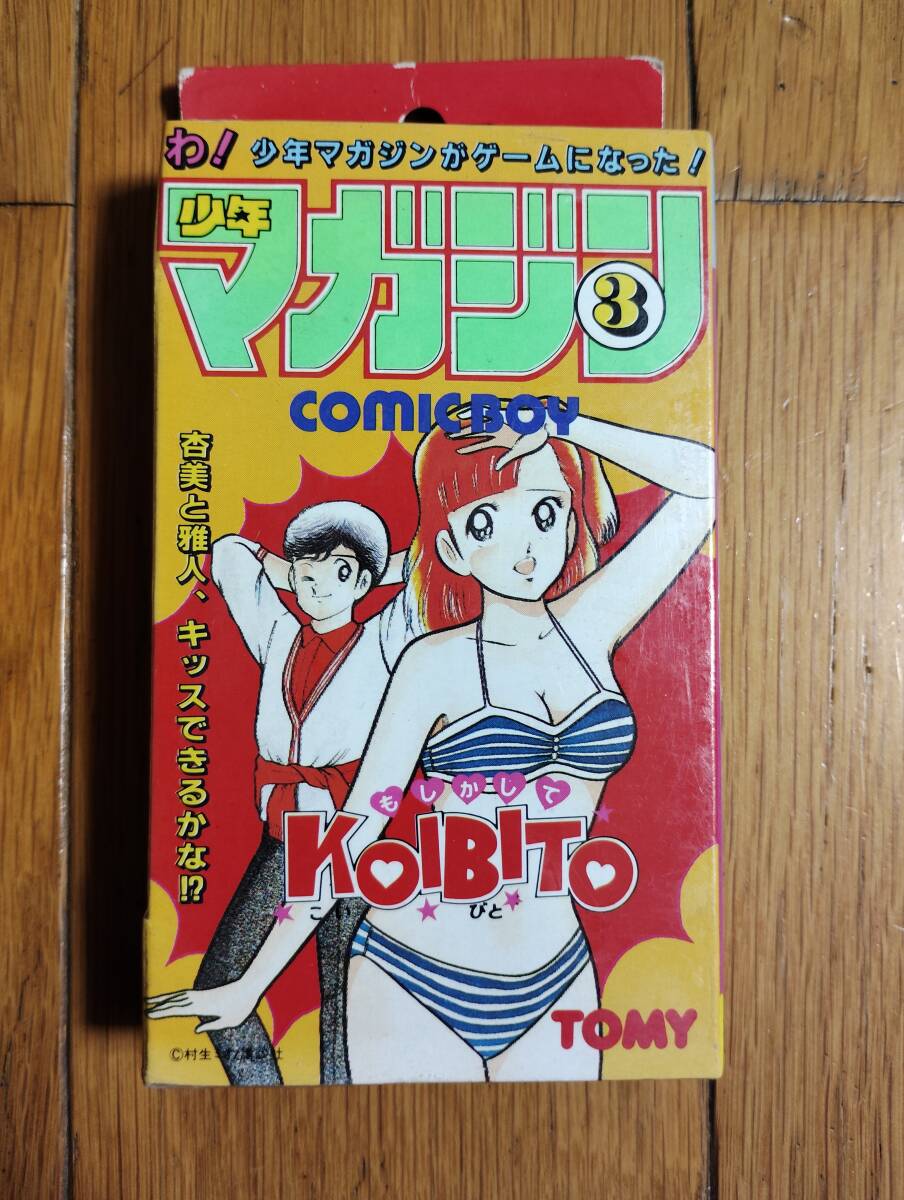 わ! 少年マガジンがゲームになった!
少年
マガジン
3
COMICBOY
杏美と雅人、キッスできるかな!?
もしかして
KOIBITO
こいびと
TOMY
©村生ミオ/講談社